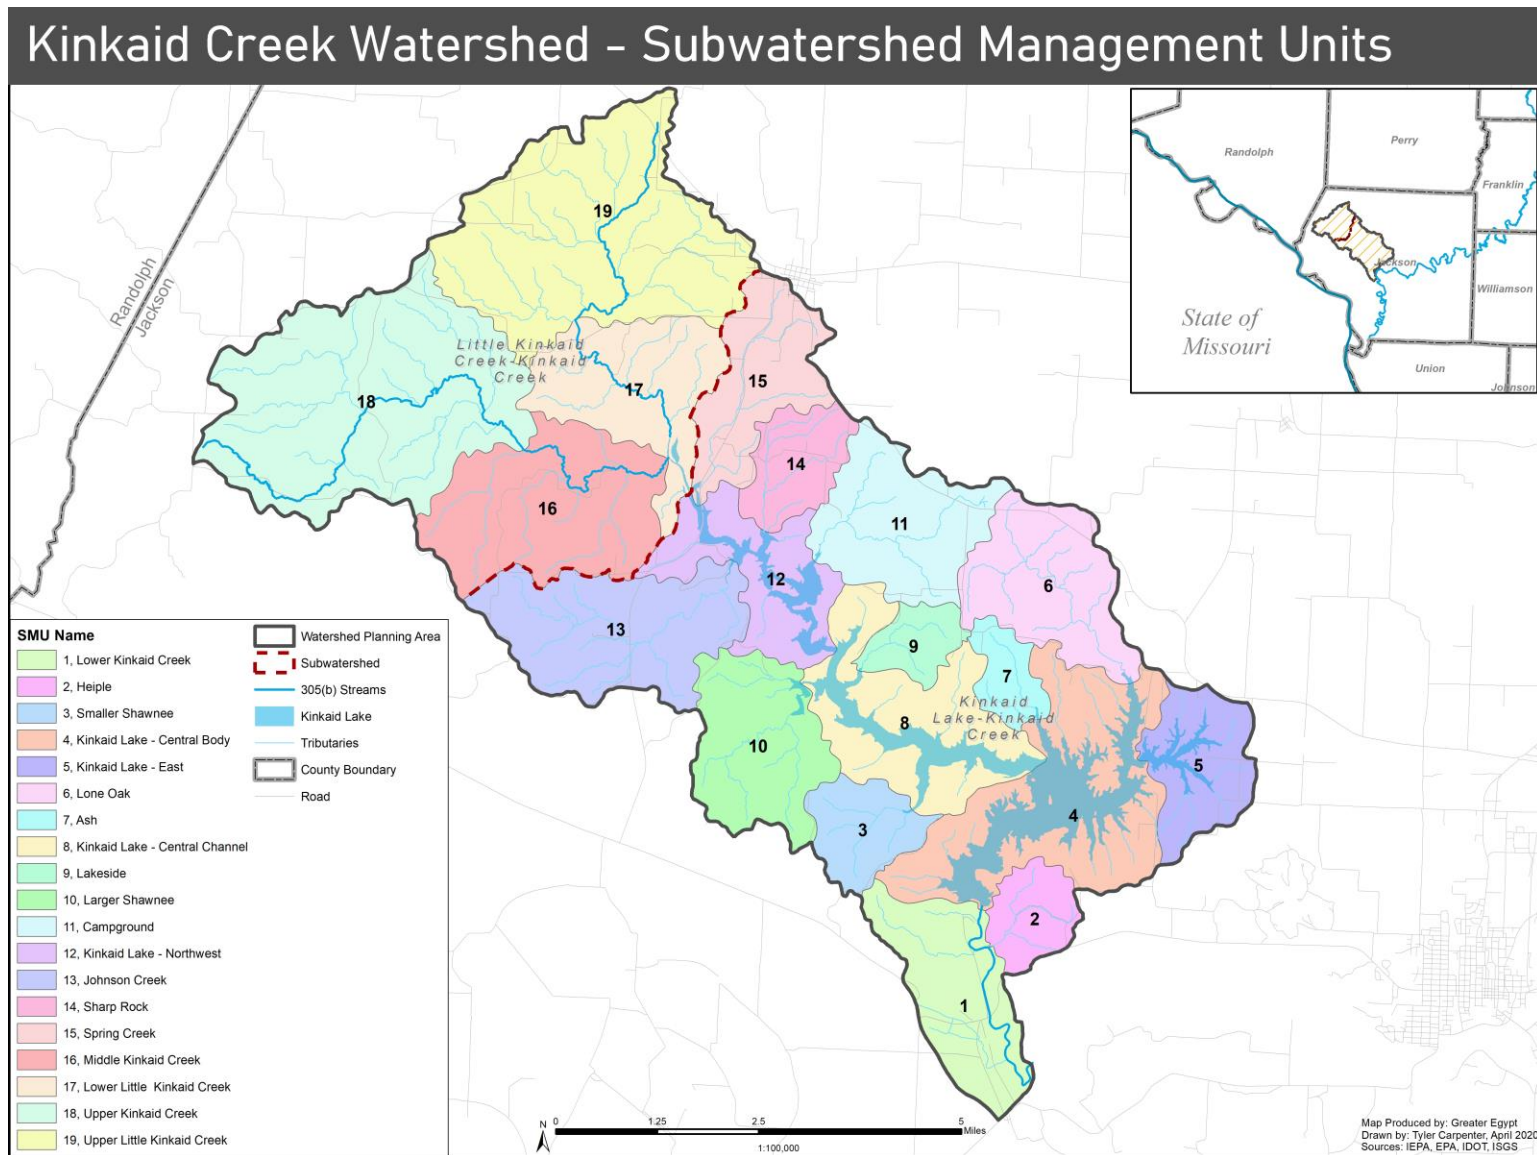 Kinkaid Creek Watershed - Subwatershed Management Units
Randolph
Jackson
Little Kinkaid
Creek-Kinkaid
Creek
Kinkaid
Lake-Kinkaid
Creek
19
18
17
15
16
14
11
12
6
13
9
7
8
10
5
3
4
2
1
Randolph
Perry
Franklin
Jackson
Williamson
State of
Missouri
Union
Johnson
SMU Name
1, Lower Kinkaid Creek
2, Heiple
3, Smaller Shawnee
4, Kinkaid Lake - Central Body
5, Kinkaid Lake - East
6, Lone Oak
7, Ash
8, Kinkaid Lake - Central Channel
9, Lakeside
10, Larger Shawnee
11, Campground
12, Kinkaid Lake - Northwest
13, Johnson Creek
14, Sharp Rock
15, Spring Creek
16, Middle Kinkaid Creek
17, Lower Little Kinkaid Creek
18, Upper Kinkaid Creek
19, Upper Little Kinkaid Creek
Watershed Planning Area
Subwatershed
305(b) Streams
Kinkaid Lake
Tributaries
County Boundary
Road
N
0 1.25 2.5 5
Miles
1:100,000
Map Produced by: Greater Egypt
Drawn by: Tyler Carpenter, April 2020
Sources: IEPA, EPA, IDOT, ISGS